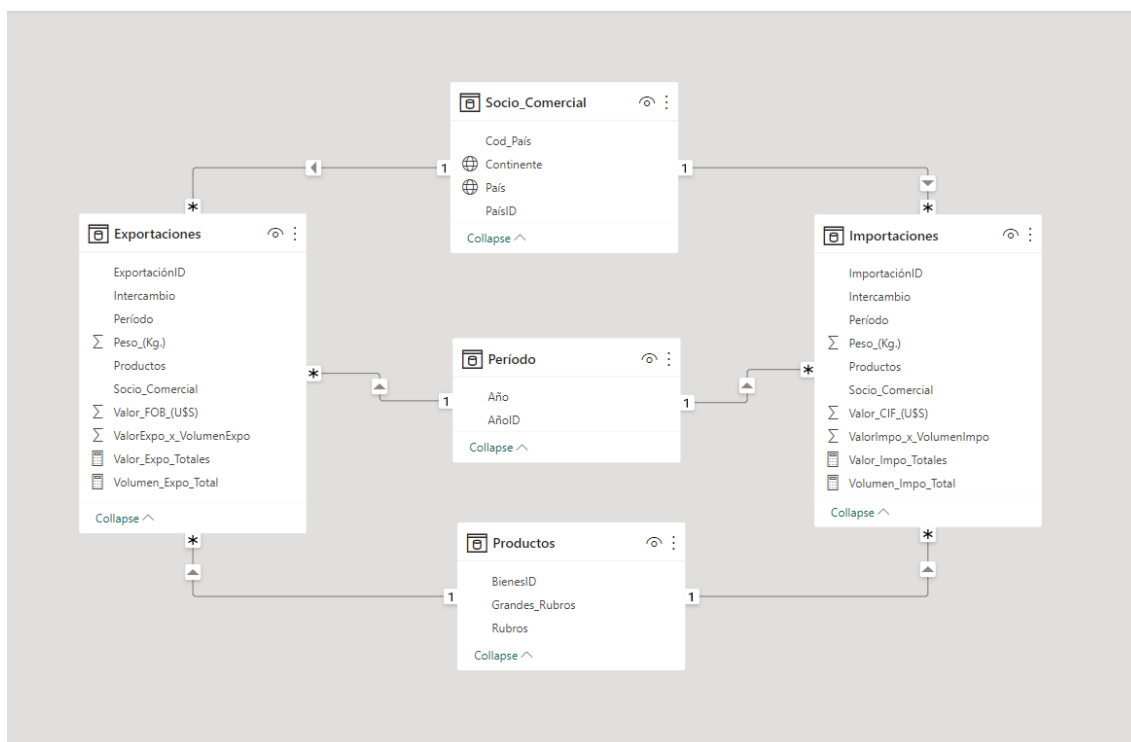 Socio_Comercial
Cod_País
Continente
País
PaísID
Collapse
1
1
*
*
Exportaciones
ExportaciónID
Intercambio
Período
Peso_(Kg.)
Productos
Socio_Comercial
Valor_FOB_(U$S)
ValorExpo_x_VolumenExpo
Valor_Expo_Totales
Volumen_Expo_Total
Collapse
Importaciones
ImportaciónID
Intercambio
Período
Peso_(Kg.)
Productos
Socio_Comercial
Valor_CIF_(U$S)
ValorImpo_x_VolumenImpo
Valor_Impo_Totales
Volumen_Impo_Total
Collapse
Período
Año
AñoID
Collapse
*
1
1
*
Productos
BienesID
Grandes_Rubros
Rubros
Collapse
*
1
1
*